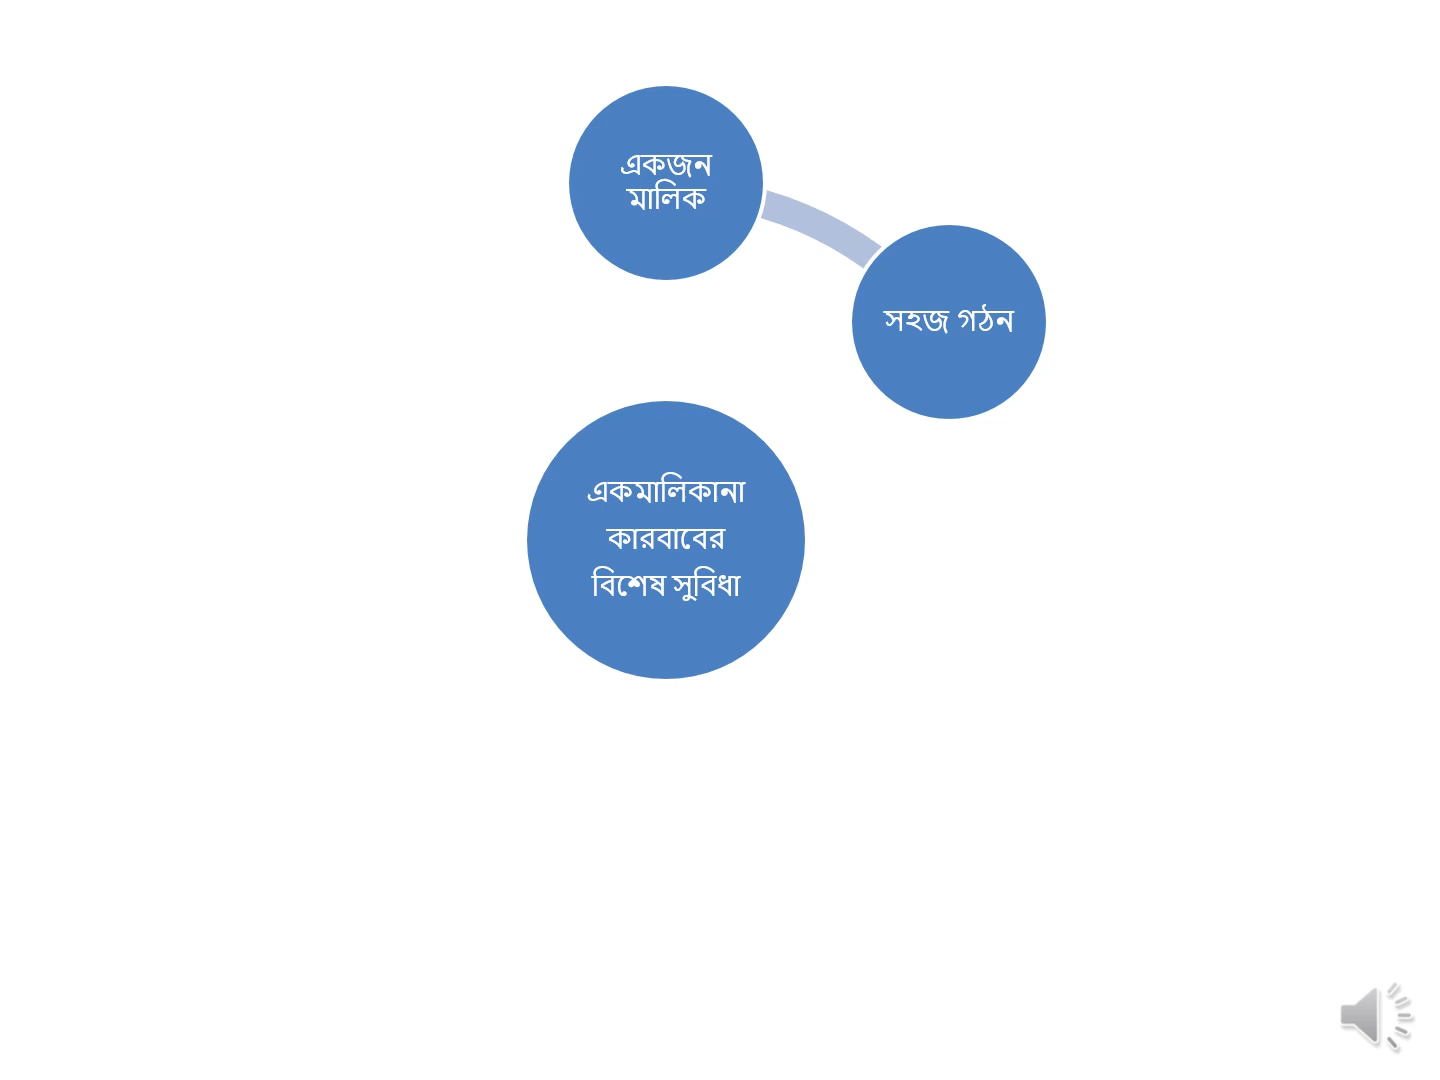 একজন
মালিক
সহজ গঠন
একমালিকানা
কারবাবের
বিশেষ সুবিধা